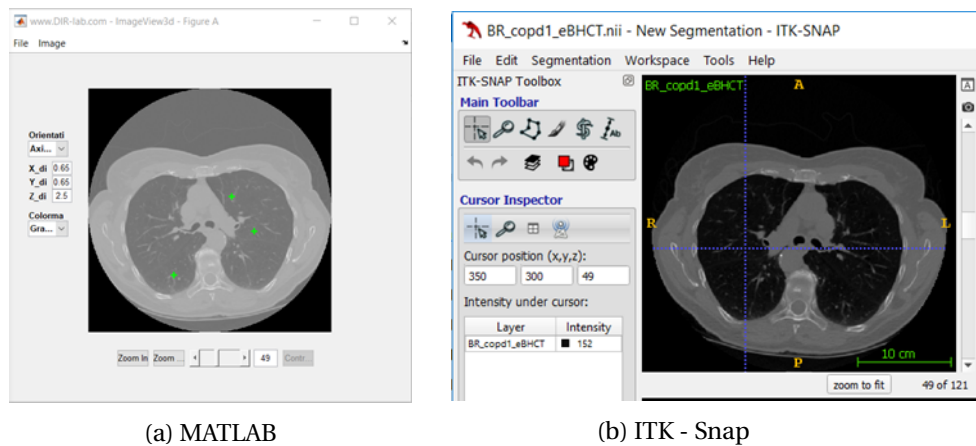 www.DIR-lab.com - ImageView3d - Figure A
File Image
Orientati
Axi...
X_di 0.65
Y_di 0.65
Z_di 2.5
Colorma
Gra...
Zoom In Zoom ... 49 Contr...
(a) MATLAB
BR_copd1_eBHCT.nii - New Segmentation - ITK-SNAP
File Edit Segmentation Workspace Tools Help
ITK-SNAP Toolbox
Main Toolbar
Ab
Cursor Inspector
Cursor position (x,y,z):
350 300 49
Intensity under cursor:
Layer Intensity
BR_copd1_eBHCT 152
BR_copd1_eBHCT
A
R
L
P
10 cm
A
zoom to fit 49 of 121
(b) ITK - Snap